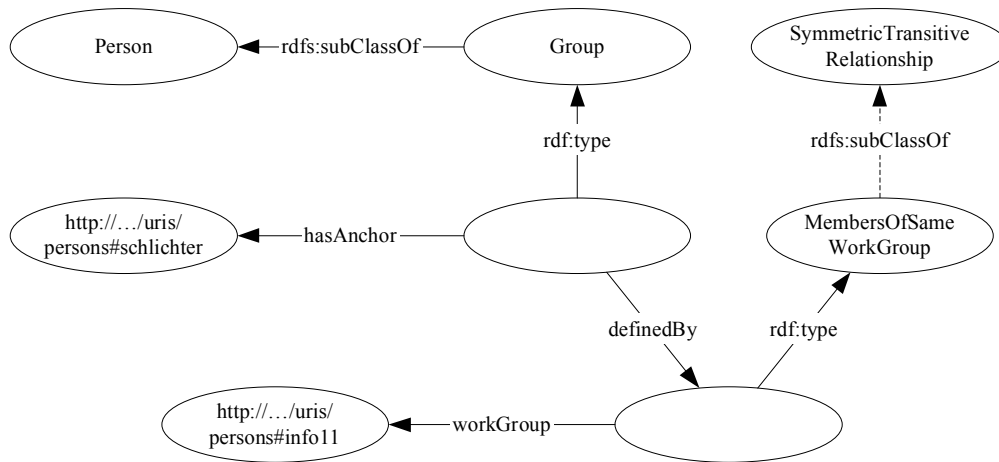 Person
rdfs:subClassOf
Group
SymmetricTransitive
Relationship
rdf:type
rdfs:subClassOf
http://…/uris/
persons#schlichter
hasAnchor
MembersOfSame
WorkGroup
definedBy
rdf:type
http://…/uris/
persons#info11
workGroup